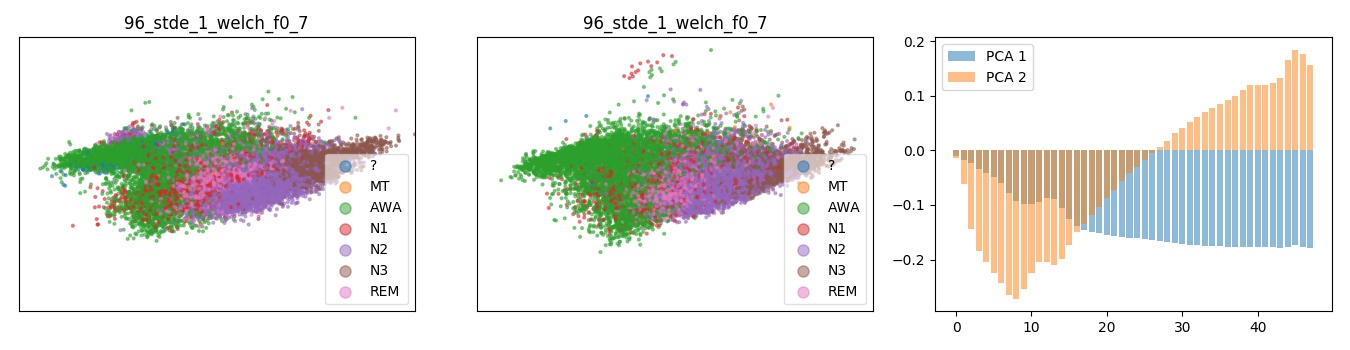 96_stde_1_welch_f0_7
?
MT
AWA
N1
N2
N3
REM
96_stde_1_welch_f0_7
?
MT
AWA
N1
N2
N3
REM
PCA 1
PCA 2
0.2
0.1
0.0
−0.1
−0.2
0
10
20
30
40